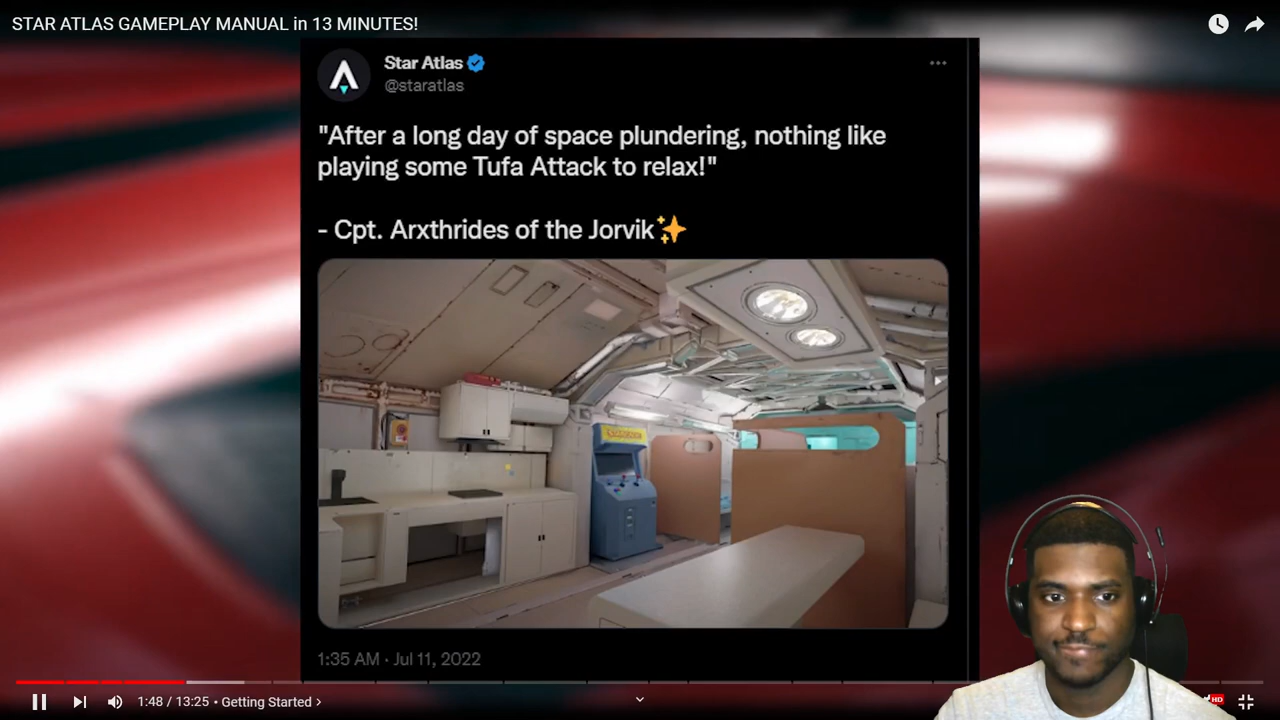 STAR ATLAS GAMEPLAY MANUAL in 13 MINUTES!
Star Atlas
@staratlas
"After a long day of space plundering, nothing like
playing some Tufa Attack to relax!"
- Cpt. Arxthrides of the Jorvik✨
1:35 AM · Jul 11, 2022
1:48 / 13:25 • Getting Started ›
HD